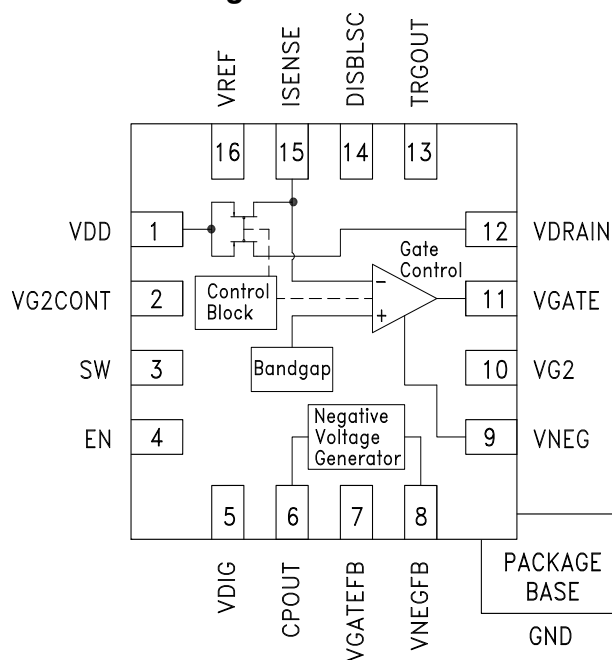 g
VREF
ISENSE
DISBLSC
TRGOUT
16
15
14
13
VDD
1
12
VDRAIN
Gate
Control
VG2CONT
2
Control
Block
−
+
11
VGATE
SW
3
Bandgap
10
VG2
EN
4
Negative
Voltage
Generator
9
VNEG
5
6
7
8
VDIG
CPOUT
VGATEFB
VNEGFB
PACKAGE
BASE
GND